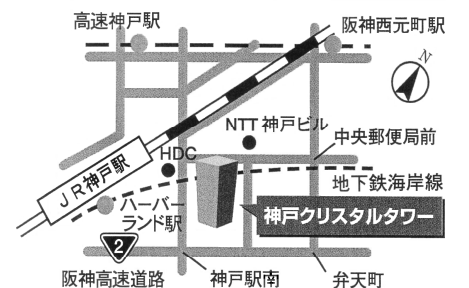 高速神戸駅
阪神西元町駅
N
NTT神戸ビル
中央郵便局前
HDC
JR神戸駅
地下鉄海岸線
ハーバー
ランド駅
神戸クリスタルタワー
2
阪神高速道路
神戸駅南
弁天町